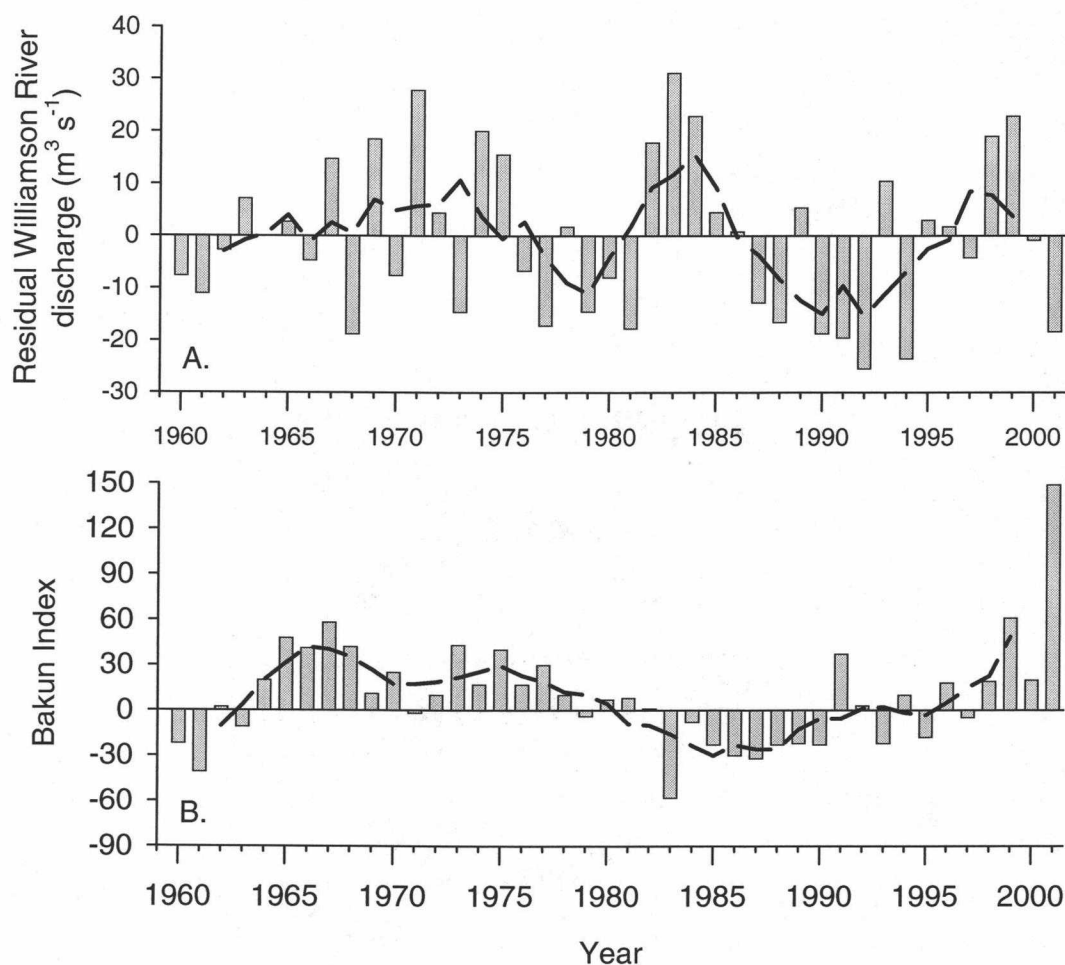 Residual Williamson River
discharge (m³ s⁻¹)
40
30
20
10
0
-10
-20
-30
A.
1960 1965 1970 1975 1980 1985 1990 1995 2000
Bakun Index
150
120
90
60
30
0
-30
-60
-90
B.
1960 1965 1970 1975 1980 1985 1990 1995 2000
Year